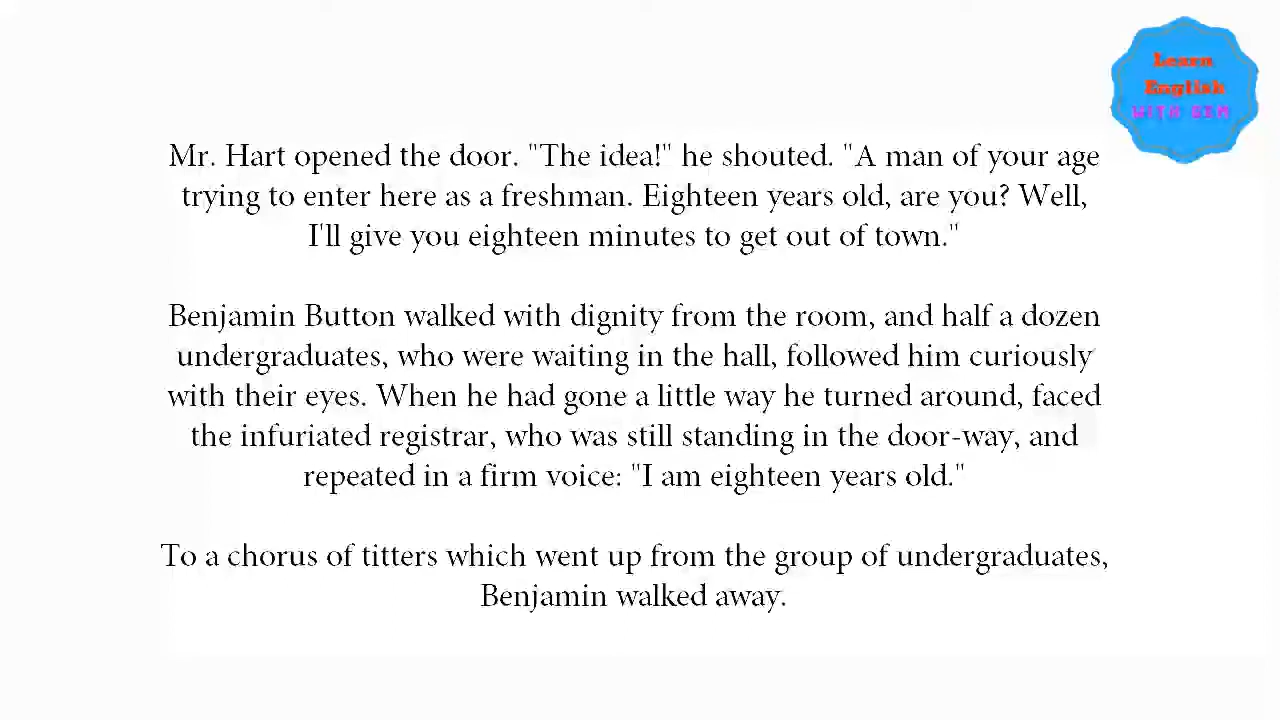 Learn
English
WITH SEM
Mr. Hart opened the door. "The idea!" he shouted. "A man of your age
trying to enter here as a freshman. Eighteen years old, are you? Well,
I'll give you eighteen minutes to get out of town."
Benjamin Button walked with dignity from the room, and half a dozen
undergraduates, who were waiting in the hall, followed him curiously
with their eyes. When he had gone a little way he turned around, faced
the infuriated registrar, who was still standing in the door-way, and
repeated in a firm voice: "I am eighteen years old."
To a chorus of titters which went up from the group of undergraduates,
Benjamin walked away.